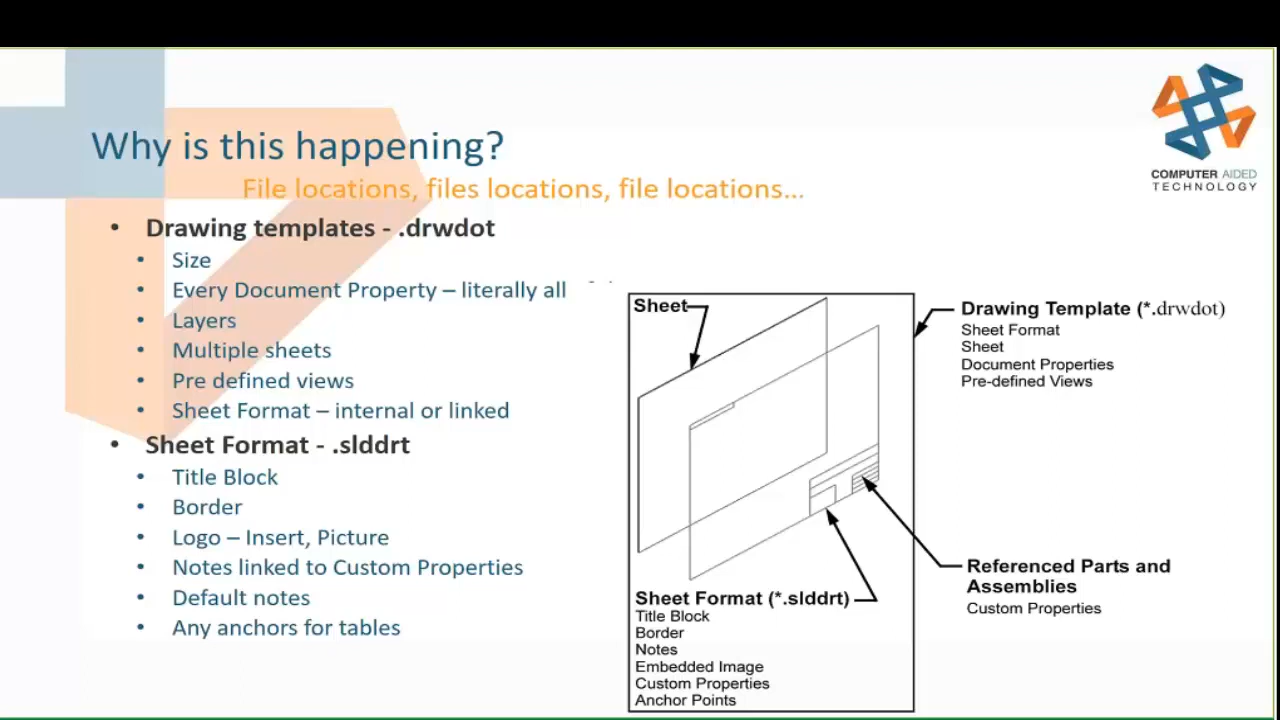 Why is this happening?
File locations, files locations, file locations...
COMPUTER AIDED
TECHNOLOGY
• Drawing templates - .drwdot
• Size
• Every Document Property – literally all
• Layers
• Multiple sheets
• Pre defined views
• Sheet Format – internal or linked
• Sheet Format - .slddrt
• Title Block
• Border
• Logo – Insert, Picture
• Notes linked to Custom Properties
• Default notes
• Any anchors for tables
Sheet
Drawing Template (*.drwdot)
Sheet Format
Sheet
Document Properties
Pre-defined Views
Referenced Parts and
Assemblies
Custom Properties
Sheet Format (*.slddrt)
Title Block
Border
Notes
Embedded Image
Custom Properties
Anchor Points